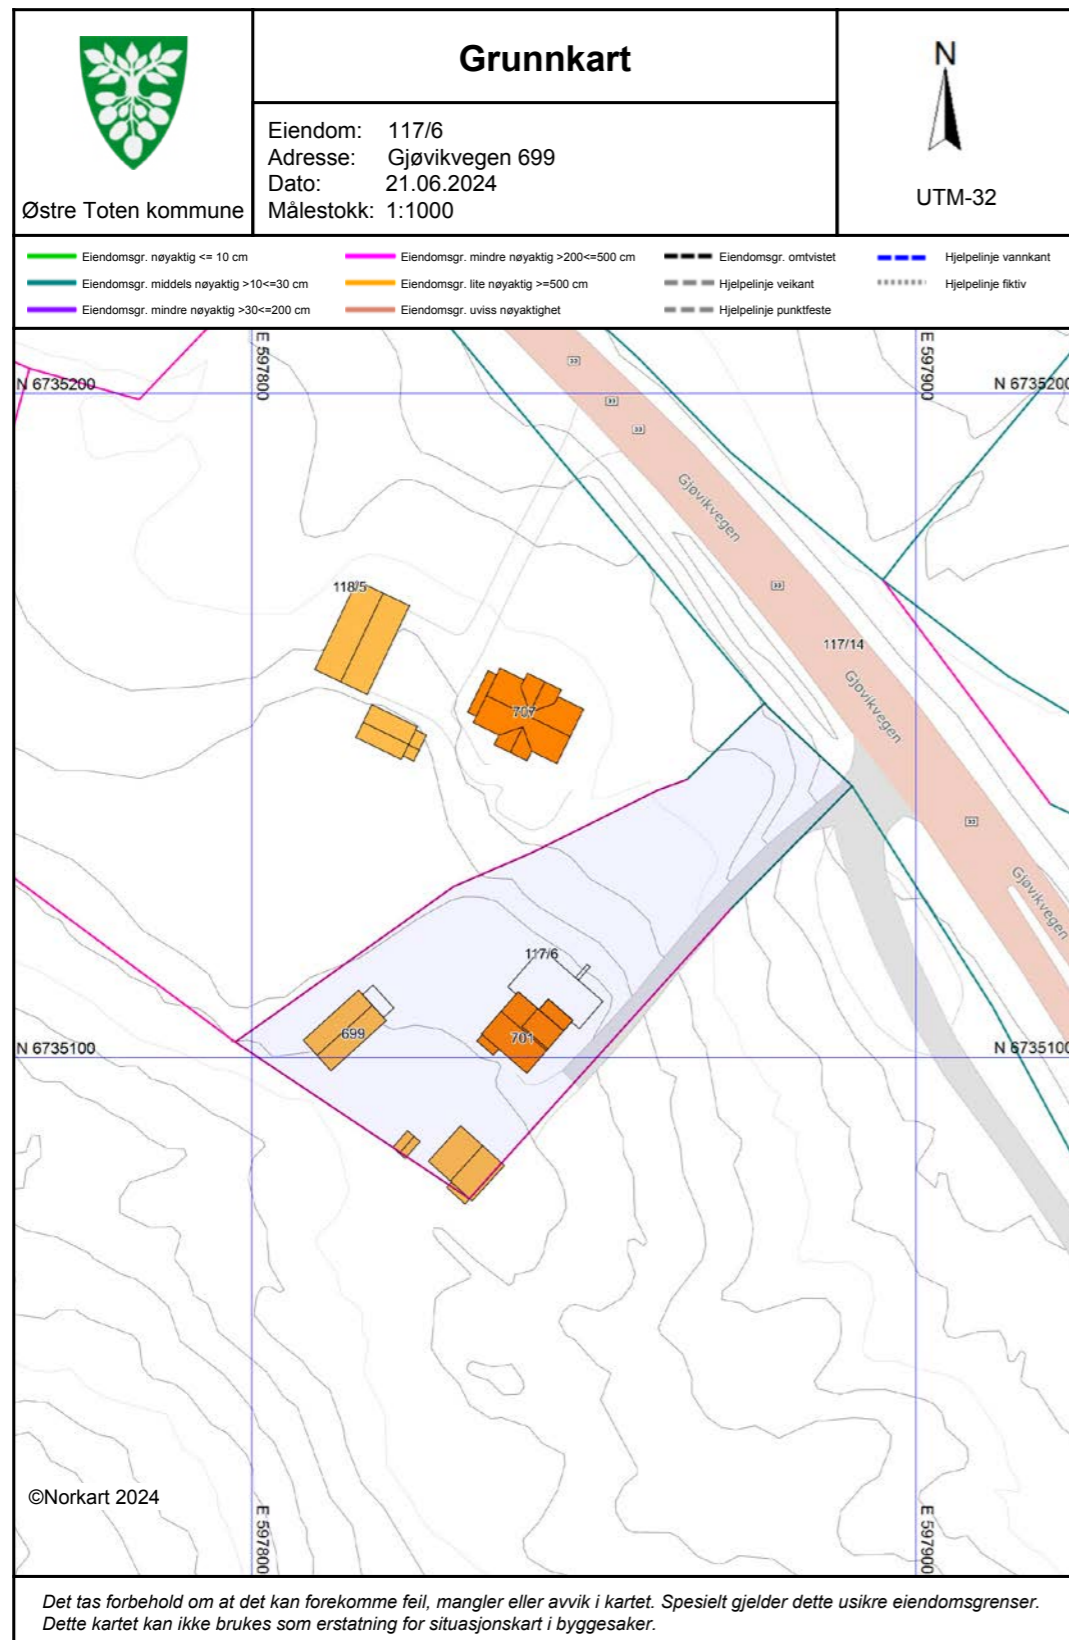 Grunnkart
Østre Toten kommune
Eiendom: 117/6
Adresse: Gjøvikvegen 699
Dato: 21.06.2024
Målestokk: 1:1000
N
UTM-32
Eiendomsgr. nøyaktig <= 10 cm
Eiendomsgr. middels nøyaktig >10<=30 cm
Eiendomsgr. mindre nøyaktig >30<=200 cm
Eiendomsgr. mindre nøyaktig >200<=500 cm
Eiendomsgr. lite nøyaktig >=500 cm
Eiendomsgr. uviss nøyaktighet
Eiendomsgr. omtvistet
Hjelpelinje veikant
Hjelpelinje punktfeste
Hjelpelinje vannkant
Hjelpelinje fiktiv
E 597800
E 597900
N 6735200
N 6735200
33
33
33
Gjøvikvegen
33
118/5
117/14
Gjøvikvegen
707
33
Gjøvikvegen
117/6
699
701
N 6735100
N 6735100
©Norkart 2024
E 597800
E 597900
Det tas forbehold om at det kan forekomme feil, mangler eller avvik i kartet. Spesielt gjelder dette usikre eiendomsgrenser.
Dette kartet kan ikke brukes som erstatning for situasjonskart i byggesaker.